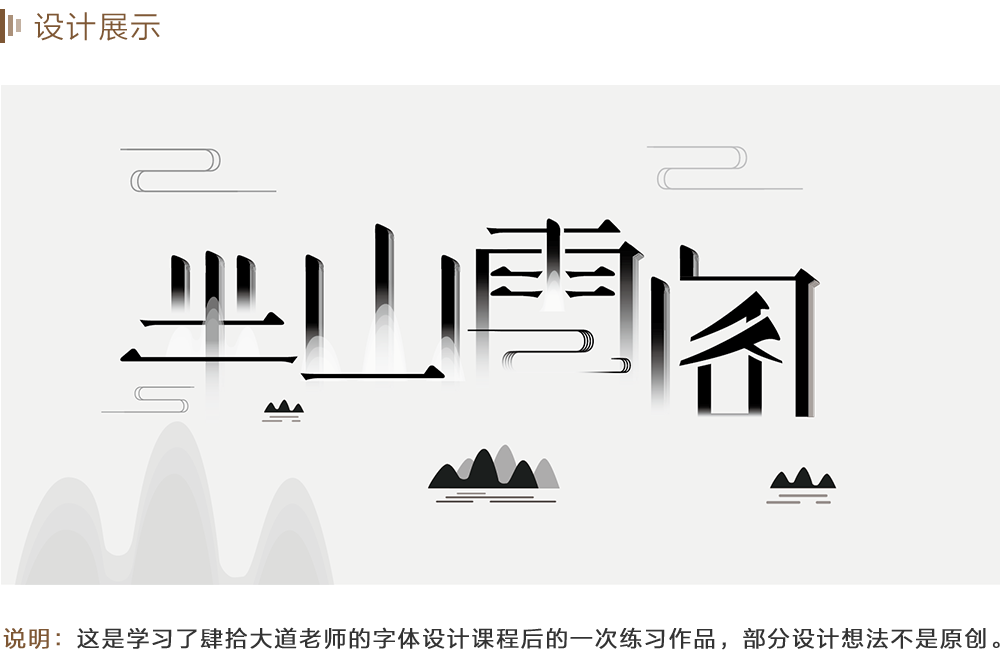 设计展示
半山雲阁
说明：这是学习了肆拾大道老师的字体设计课程后的一次练习作品，部分设计想法不是原创。